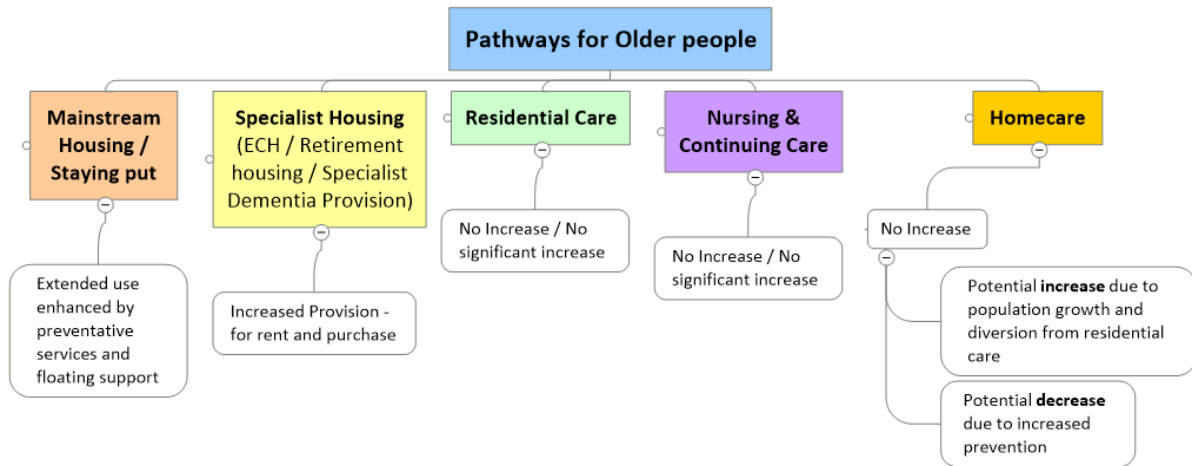 Pathways for Older people
Mainstream
Housing /
Staying put
Specialist Housing
(ECH / Retirement
housing / Specialist
Dementia Provision)
Residential Care
Nursing &
Continuing Care
Homecare
Extended use
enhanced by
preventative
services and
floating support
Increased Provision -
for rent and purchase
No Increase / No
significant increase
No Increase / No
significant increase
No Increase
Potential increase due to
population growth and
diversion from residential
care
Potential decrease
due to increased
prevention